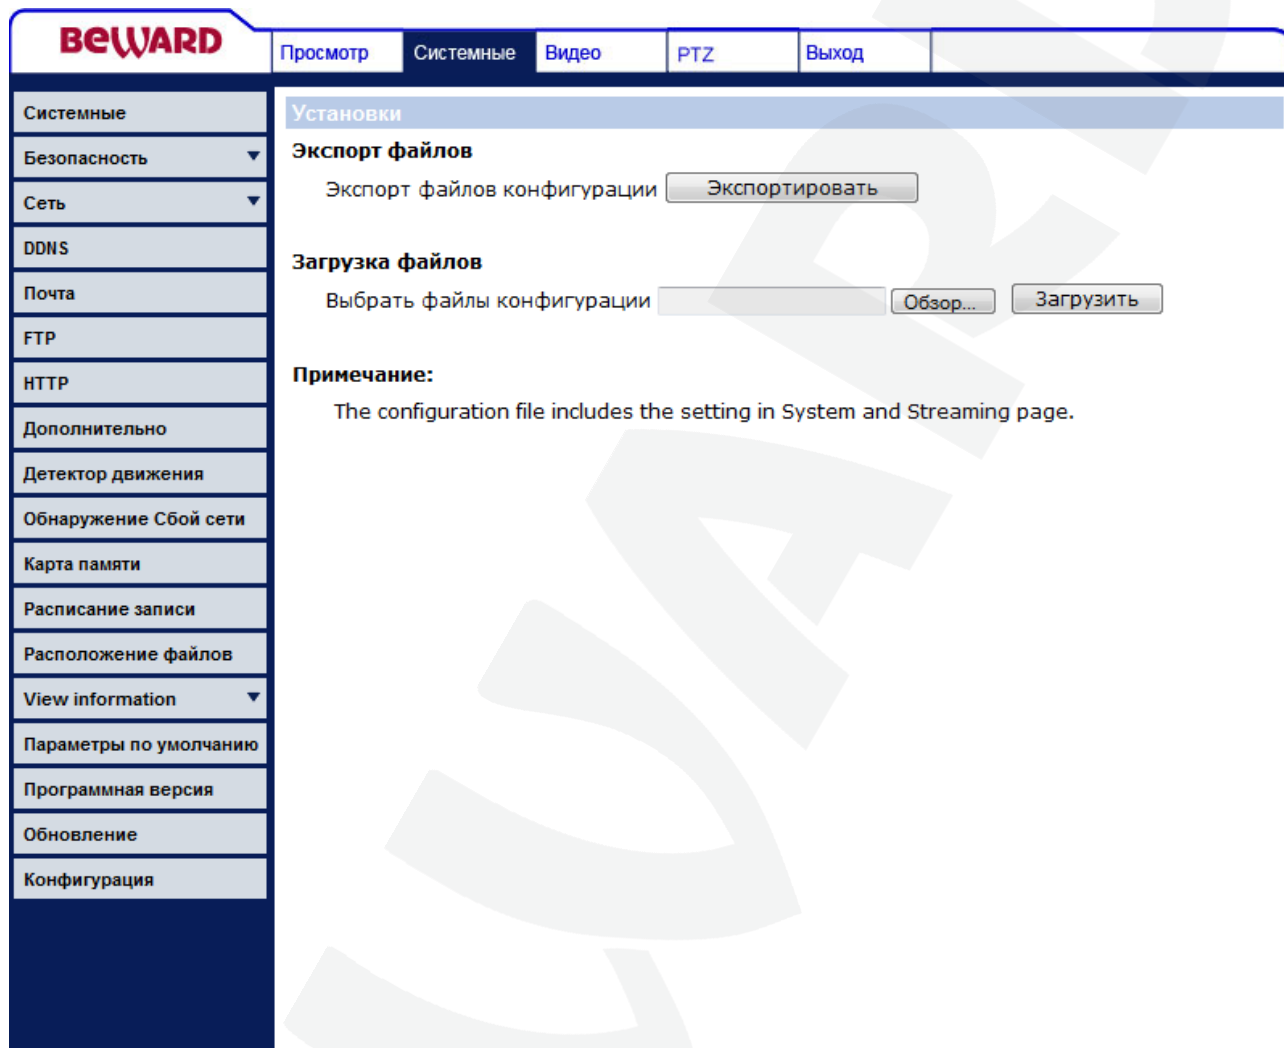 BEWARD
Просмотр Системные Видео PTZ Выход
Системные
Безопасность
Сеть
DDNS
Почта
FTP
HTTP
Дополнительно
Детектор движения
Обнаружение Сбой сети
Карта памяти
Расписание записи
Расположение файлов
View information
Параметры по умолчанию
Программная версия
Обновление
Конфигурация
Установки
Экспорт файлов
Экспорт файлов конфигурации Экспортировать
Загрузка файлов
Выбрать файлы конфигурации Обзор... Загрузить
Примечание:
The configuration file includes the setting in System and Streaming page.